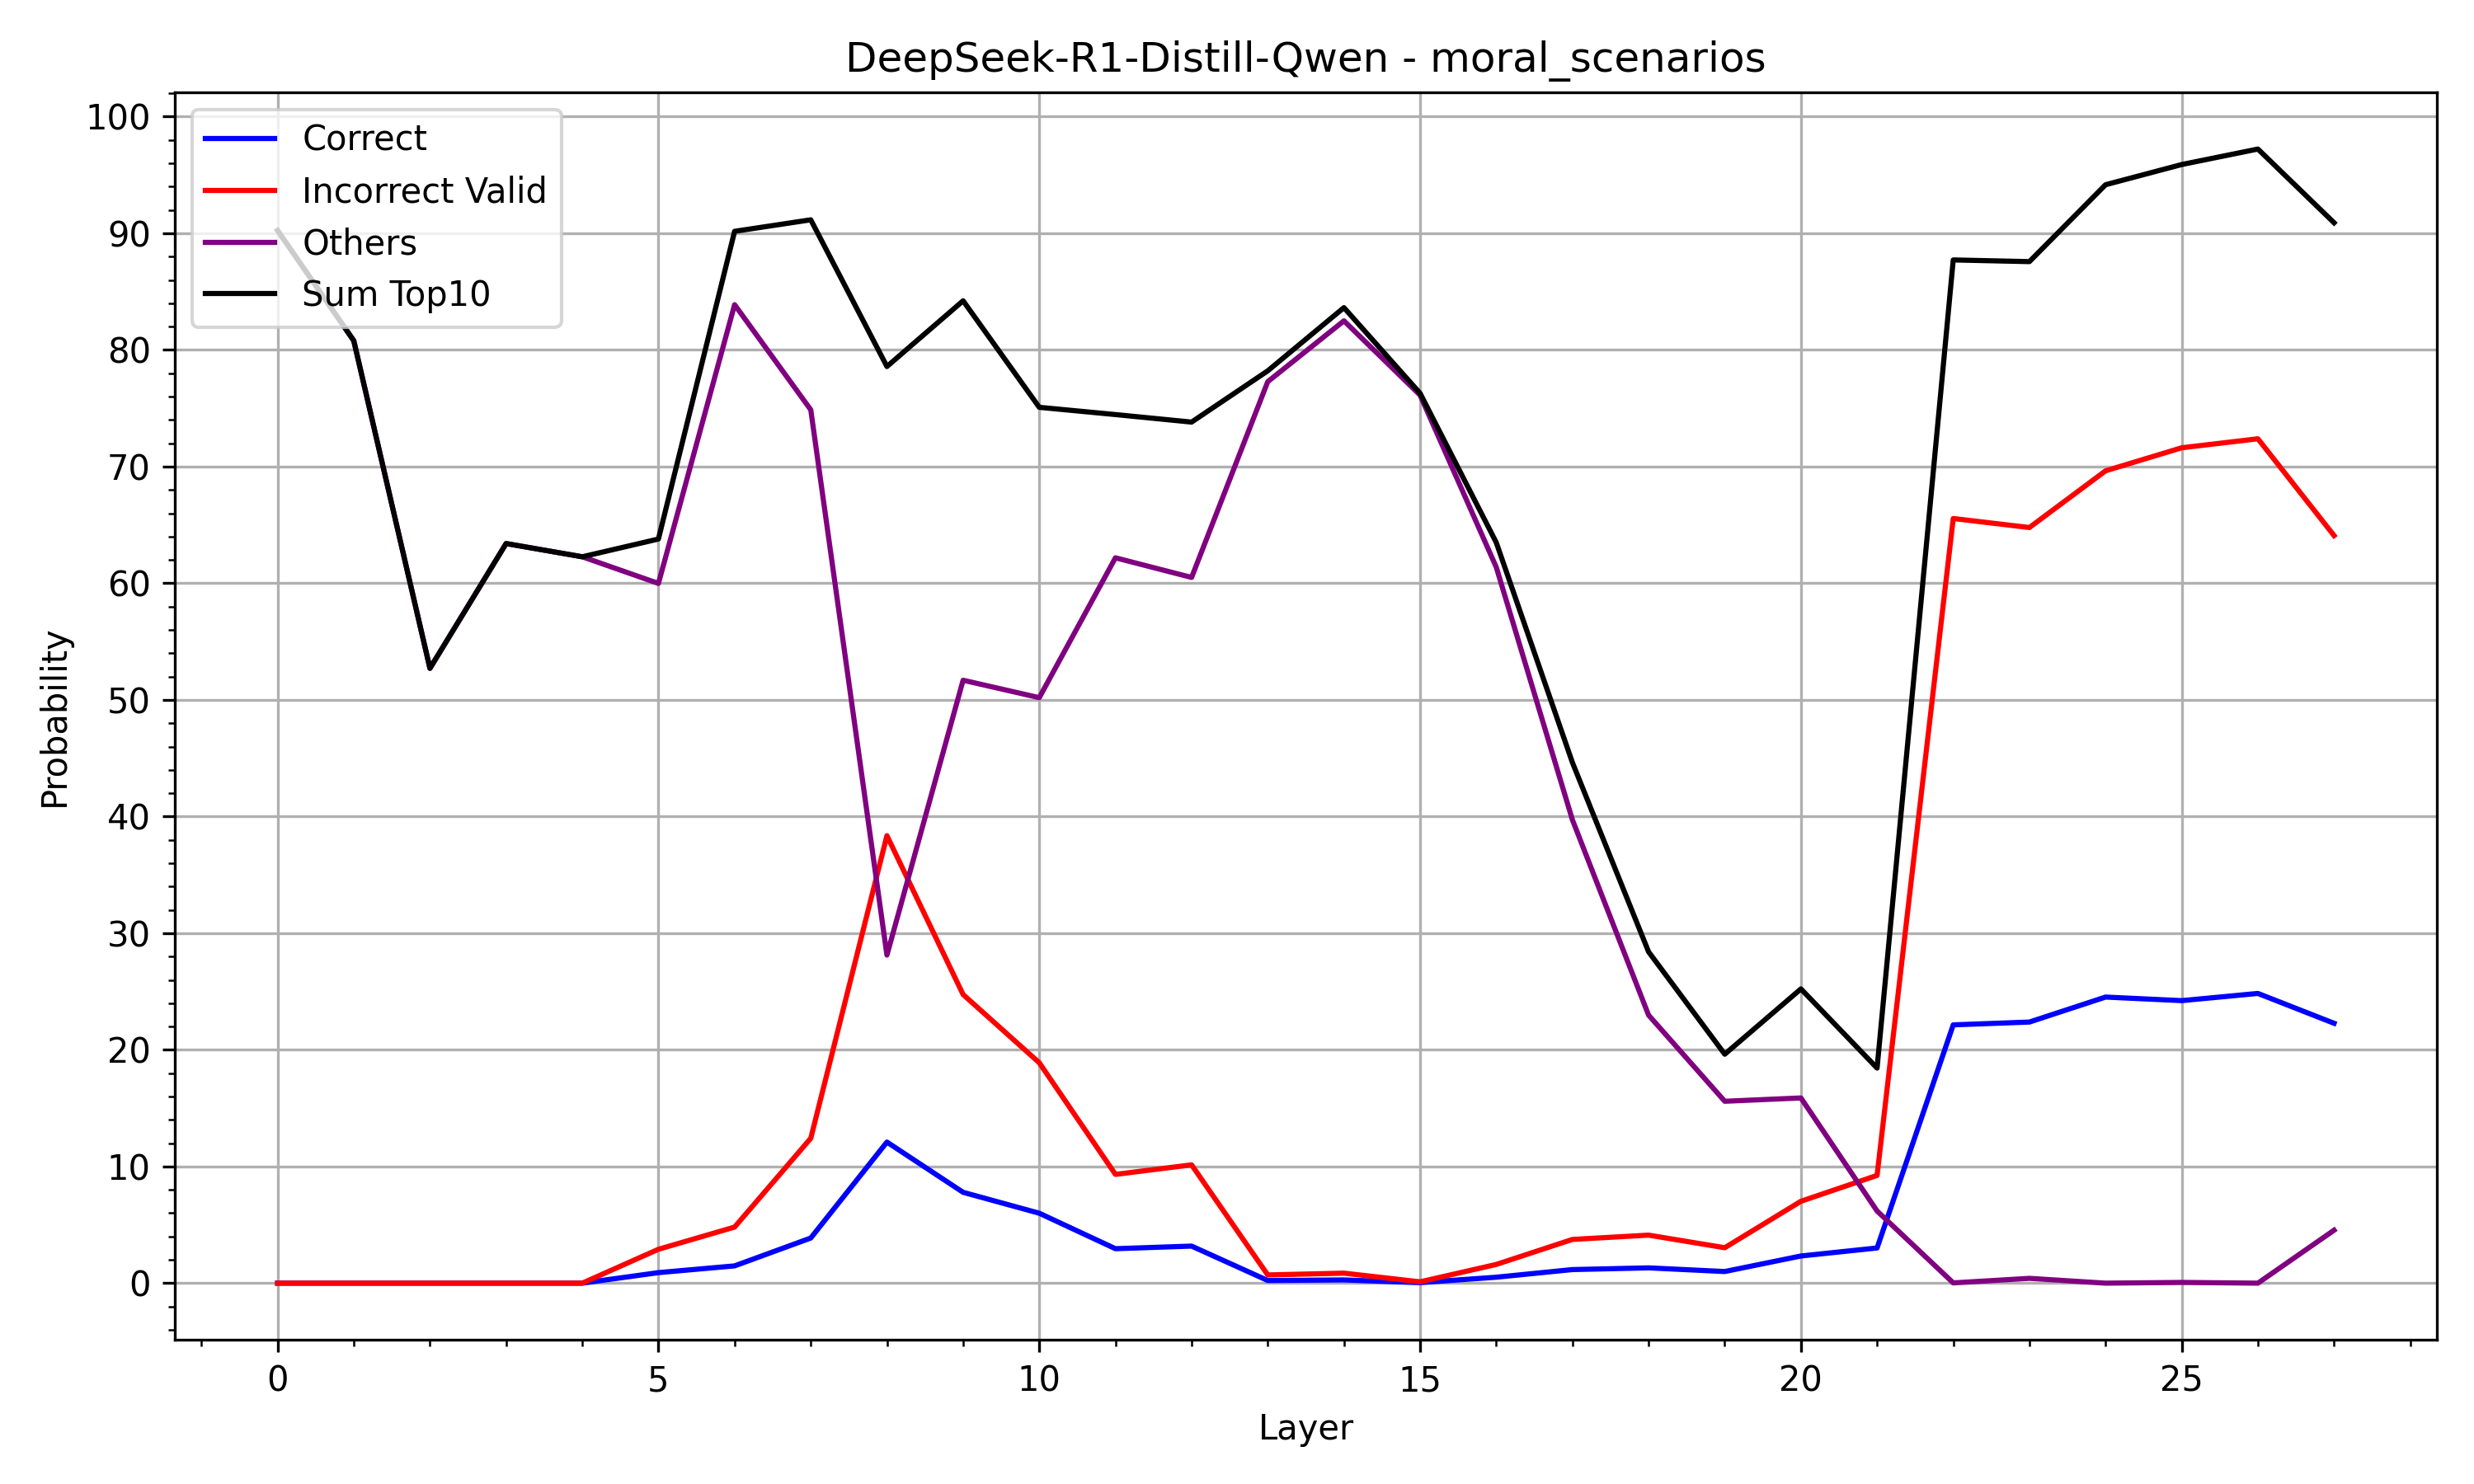 DeepSeek-R1-Distill-Qwen - moral_scenarios
Correct
Incorrect Valid
Others
Sum Top10
Probability
100
90
80
70
60
50
40
30
20
10
0
0 5 10 15 20 25
Layer